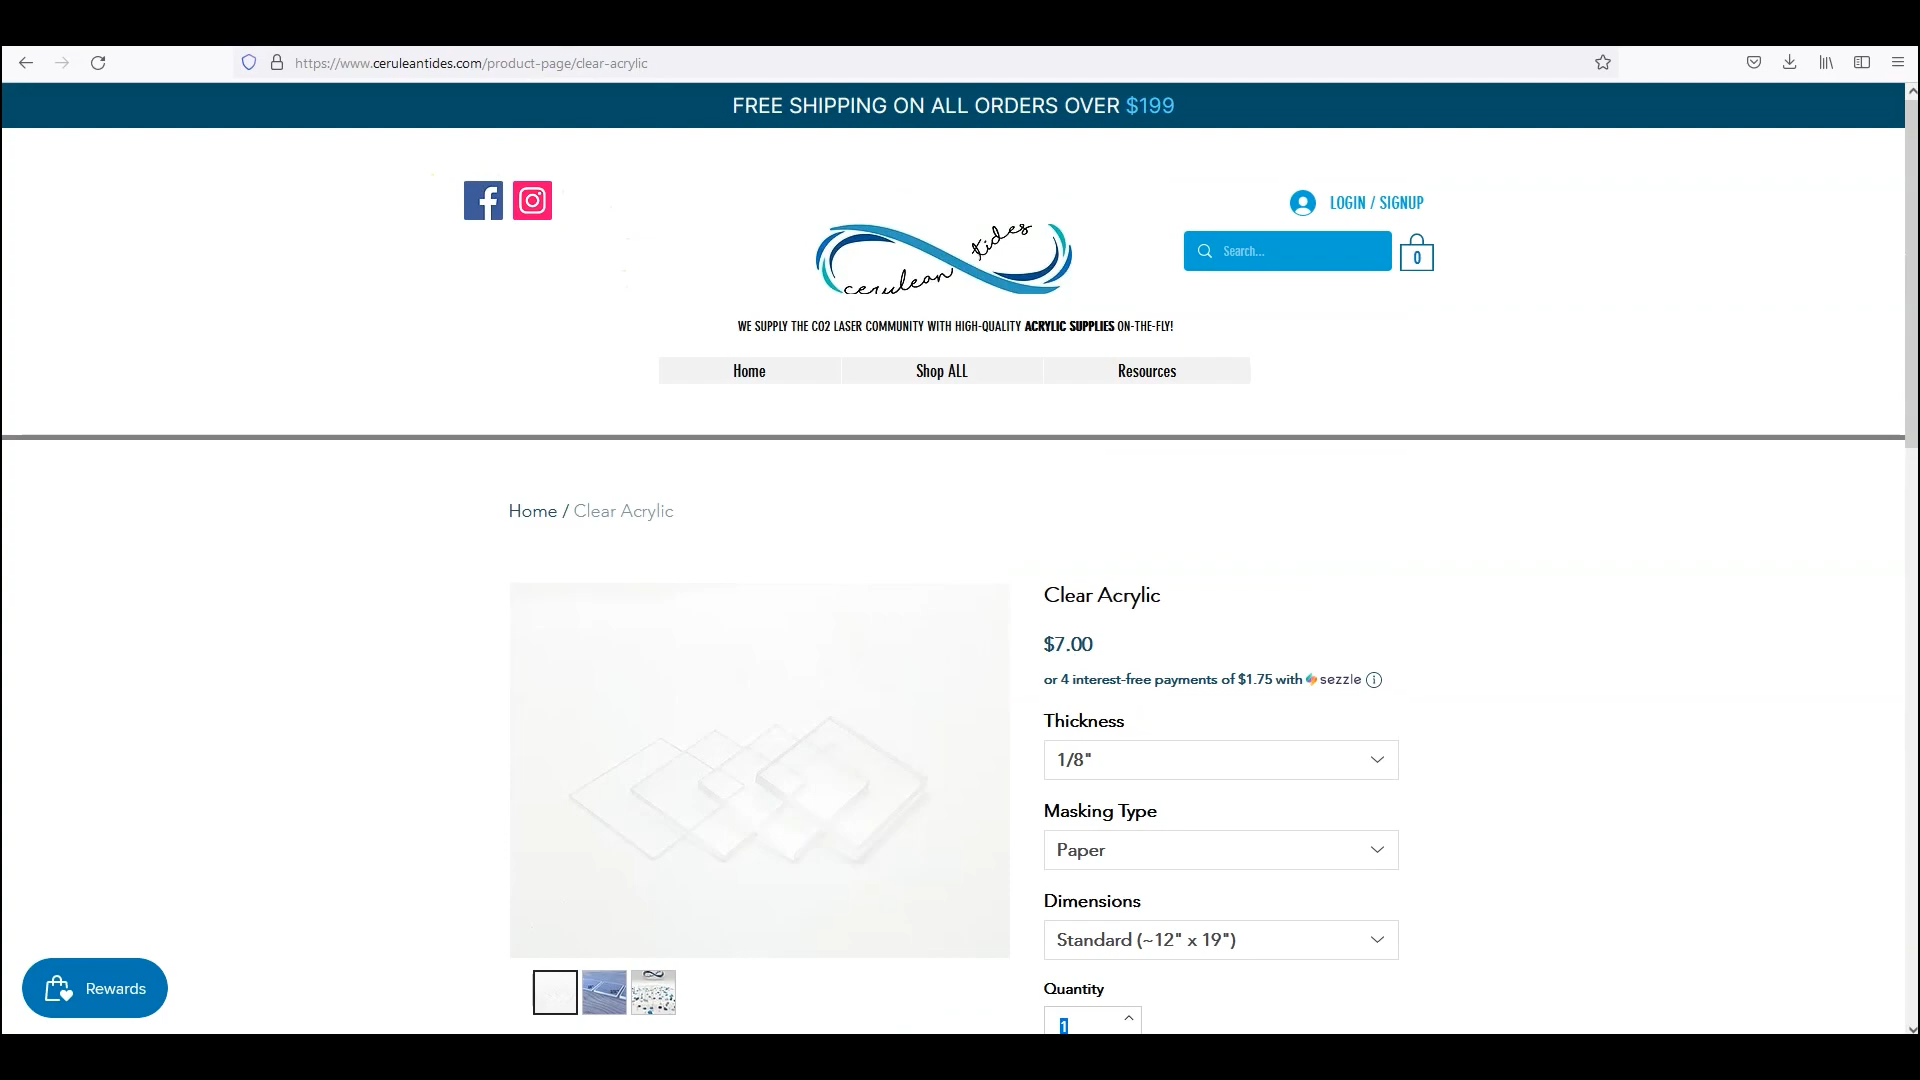 https://www.ceruleantides.com/product-page/clear-acrylic
FREE SHIPPING ON ALL ORDERS OVER $199
LOGIN / SIGNUP
cerulean tides
Search...
0
WE SUPPLY THE CO2 LASER COMMUNITY WITH HIGH-QUALITY ACRYLIC SUPPLIES ON-THE-FLY!
Home
Shop ALL
Resources
Home / Clear Acrylic
Clear Acrylic
$7.00
or 4 interest-free payments of $1.75 with sezzle
Thickness
1/8"
Masking Type
Paper
Dimensions
Standard (~12" x 19")
Quantity
1
Rewards